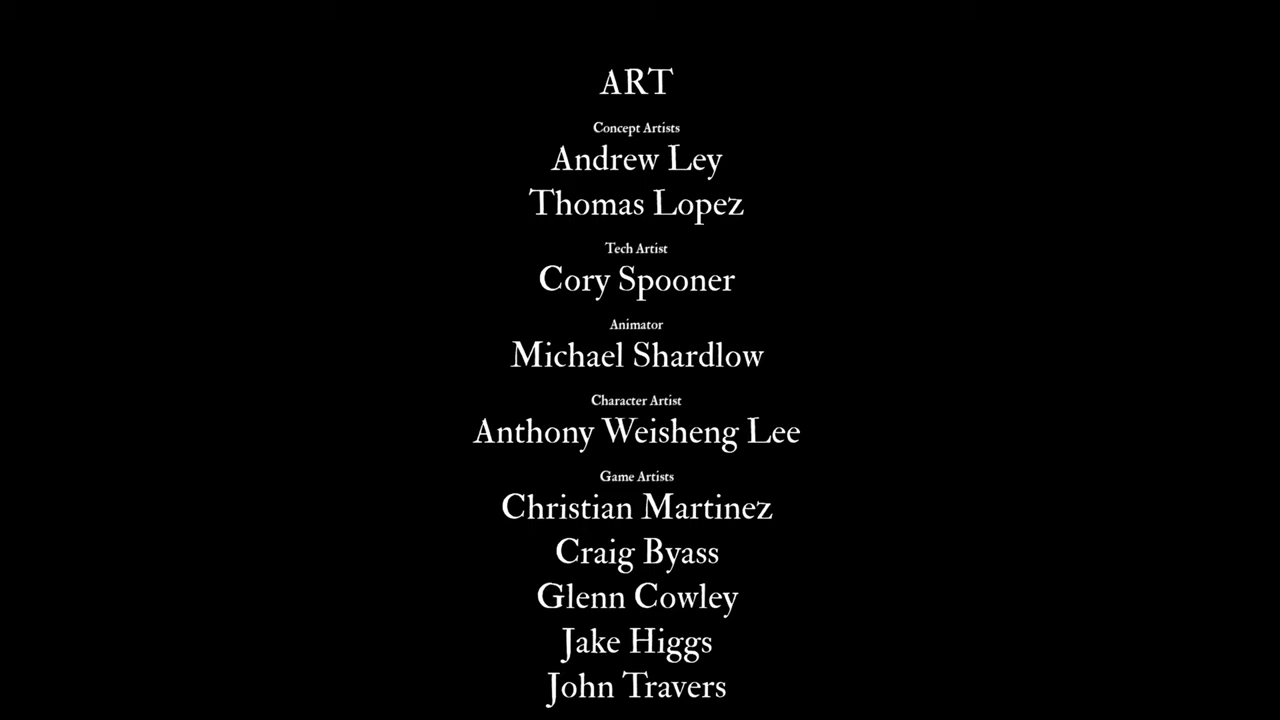 ART
Concept Artists
Andrew Ley
Thomas Lopez
Tech Artist
Cory Spooner
Animator
Michael Shardlow
Character Artist
Anthony Weisheng Lee
Game Artists
Christian Martinez
Craig Byass
Glenn Cowley
Jake Higgs
John Travers